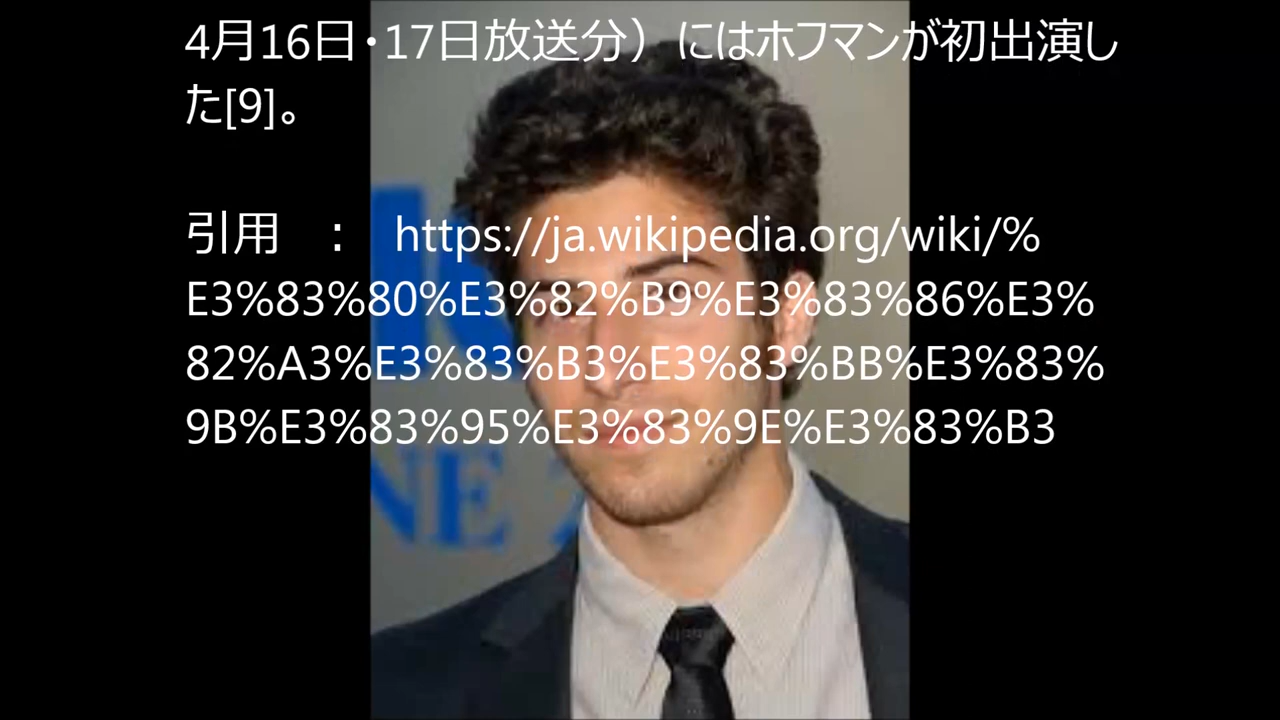 4月16日・17日放送分）にはホフマンが初出演し
た[9]。
引用　：　https://ja.wikipedia.org/wiki/%
E3%83%80%E3%82%B9%E3%83%86%E3%
82%A3%E3%83%B3%E3%83%BB%E3%83%
9B%E3%83%95%E3%83%9E%E3%83%B3
NE 2